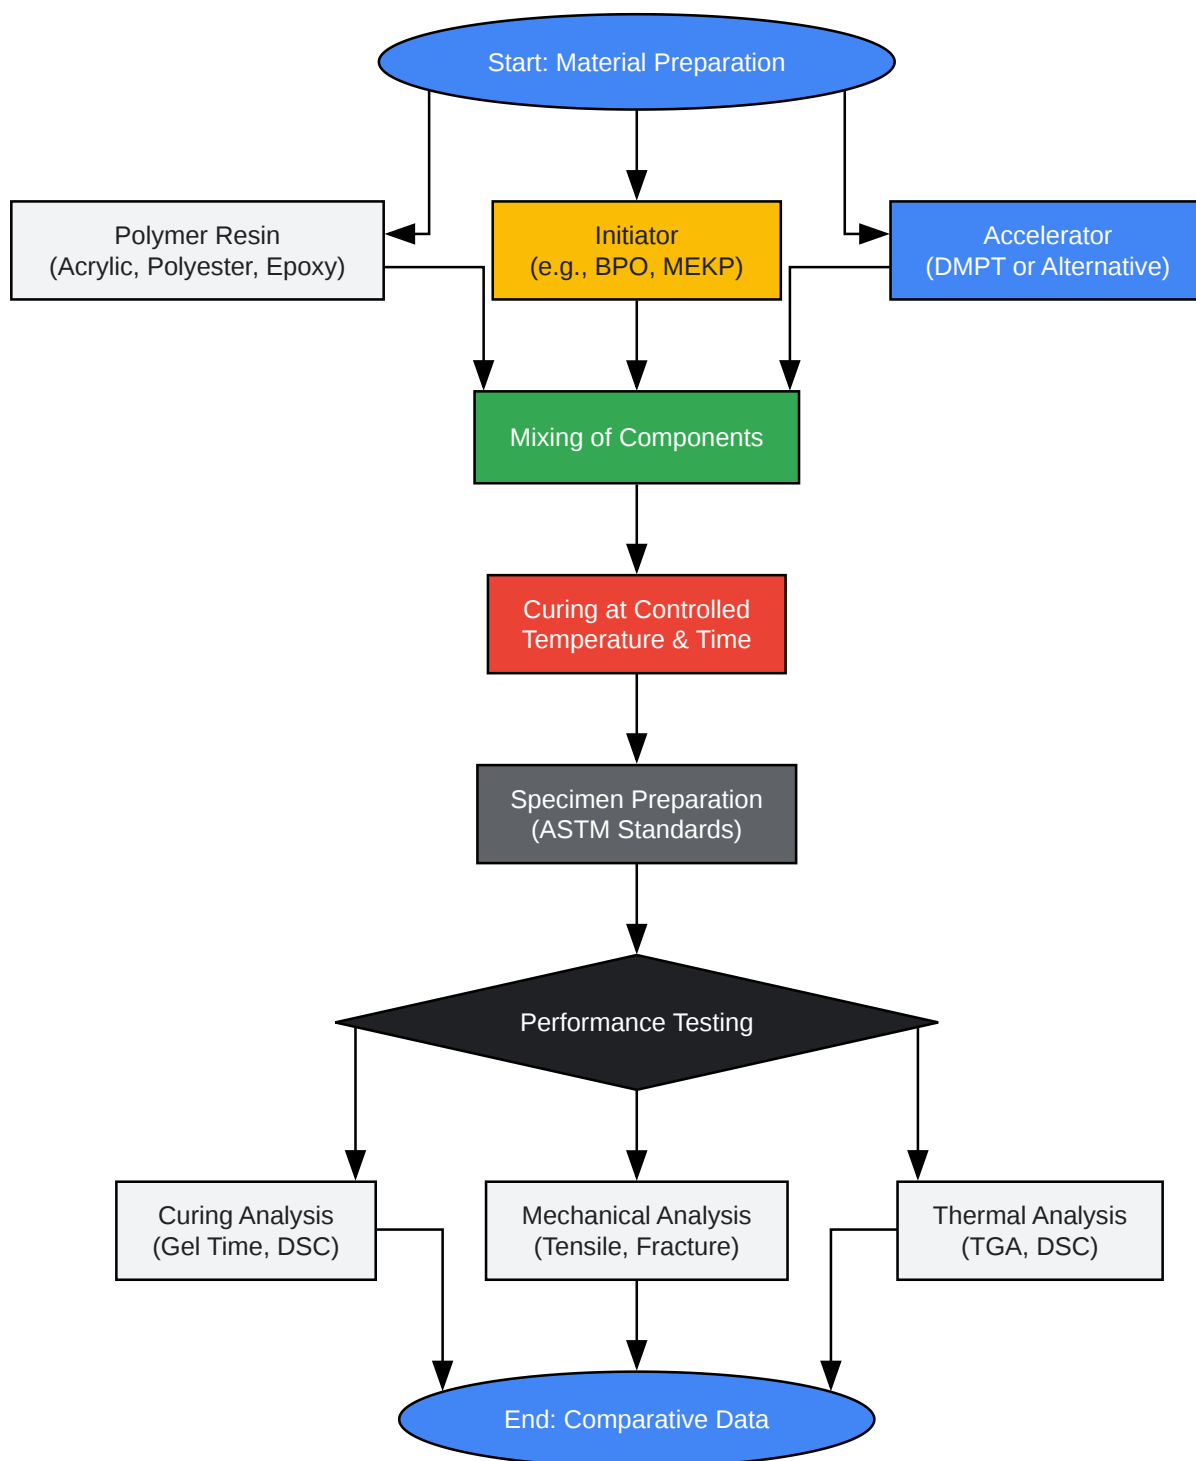 Start: Material Preparation
Polymer Resin
(Acrylic, Polyester, Epoxy)
Initiator
(e.g., BPO, MEKP)
Accelerator
(DMPT or Alternative)
Mixing of Components
Curing at Controlled
Temperature & Time
Specimen Preparation
(ASTM Standards)
Performance Testing
Curing Analysis
(Gel Time, DSC)
Mechanical Analysis
(Tensile, Fracture)
Thermal Analysis
(TGA, DSC)
End: Comparative Data